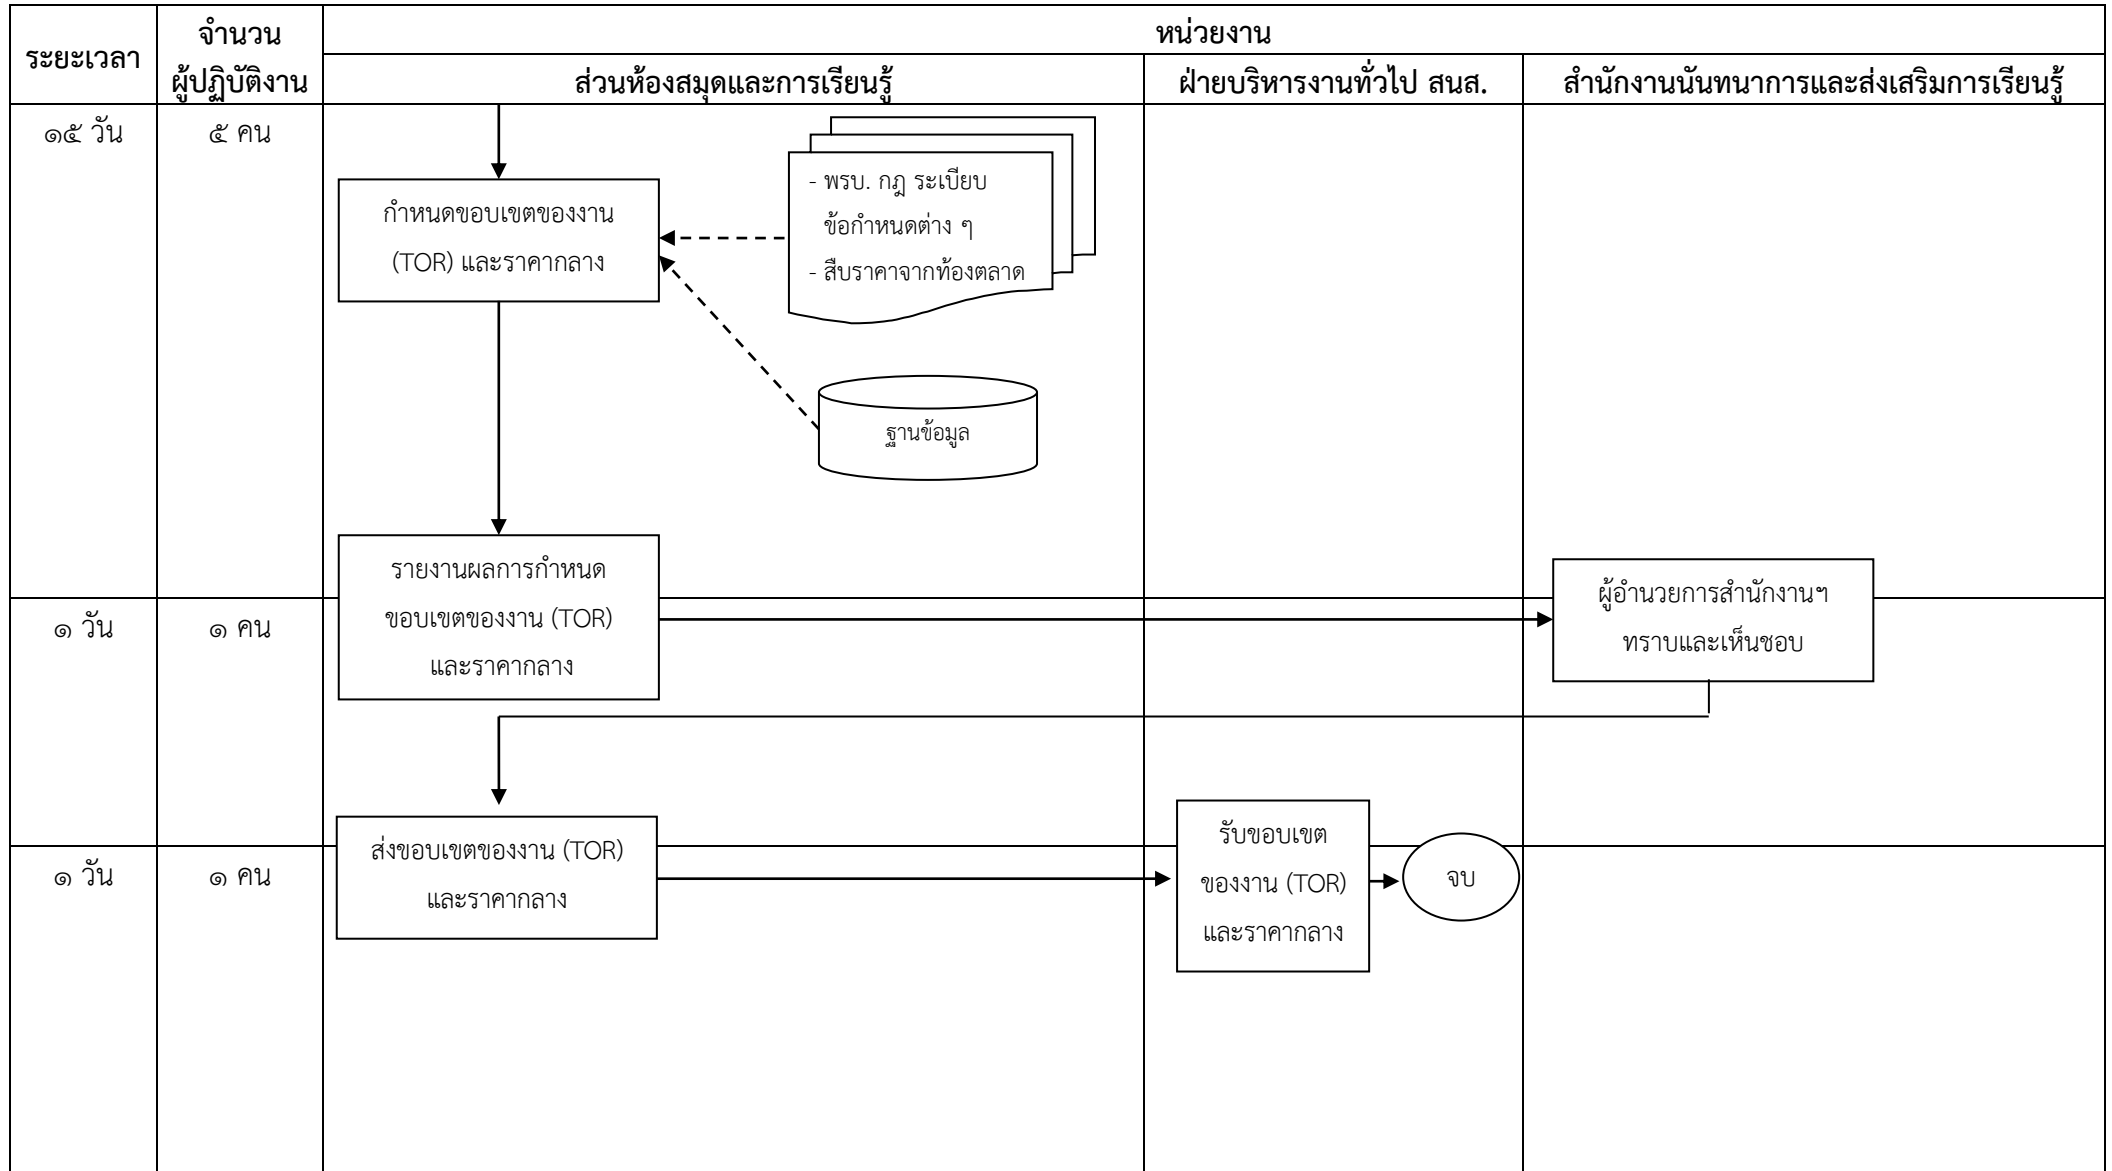 ระยะเวลา
จำนวน
ผู้ปฏิบัติงาน
หน่วยงาน
ส่วนห้องสมุดและการเรียนรู้
ฝ่ายบริหารงานทั่วไป สนส.
สำนักงานนันทนาการและส่งเสริมการเรียนรู้
๑๕ วัน
๕ คน
กำหนดขอบเขตของงาน
(TOR) และราคากลาง
- พรบ. กฎ ระเบียบ
ข้อกำหนดต่าง ๆ
- สืบราคาจากท้องตลาด
ฐานข้อมูล
๑ วัน
๑ คน
รายงานผลการกำหนด
ขอบเขตของงาน (TOR)
และราคากลาง
ผู้อำนวยการสำนักงานฯ
ทราบและเห็นชอบ
๑ วัน
๑ คน
ส่งขอบเขตของงาน (TOR)
และราคากลาง
รับขอบเขต
ของงาน (TOR)
และราคากลาง
จบ